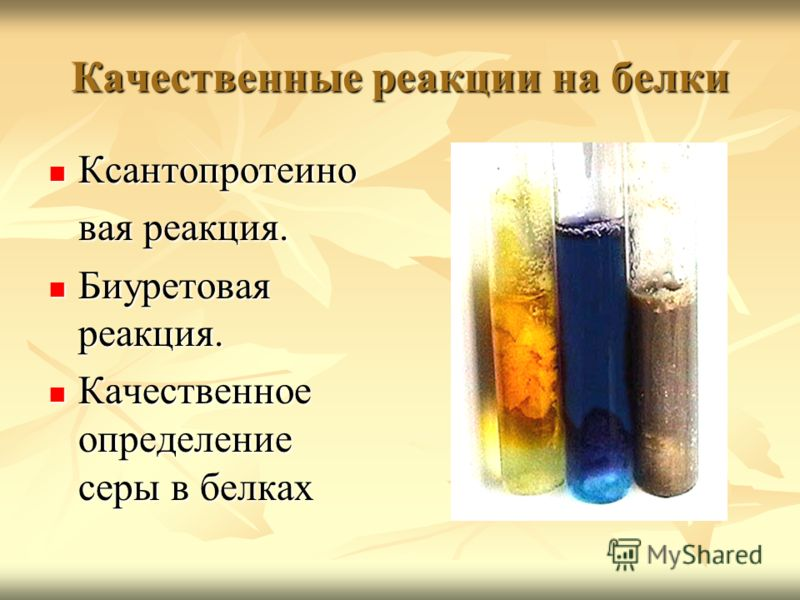 Качественные реакции на белки
Ксантопротеино
вая реакция.
Биуретовая
реакция.
Качественное
определение
серы в белках
MyShared